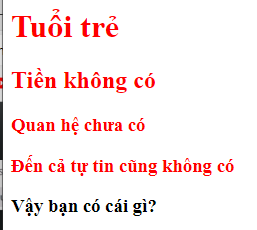 Tuổi trẻ
Tiền không có
Quan hệ chưa có
Đến cả tự tin cũng không có
Vậy bạn có cái gì?